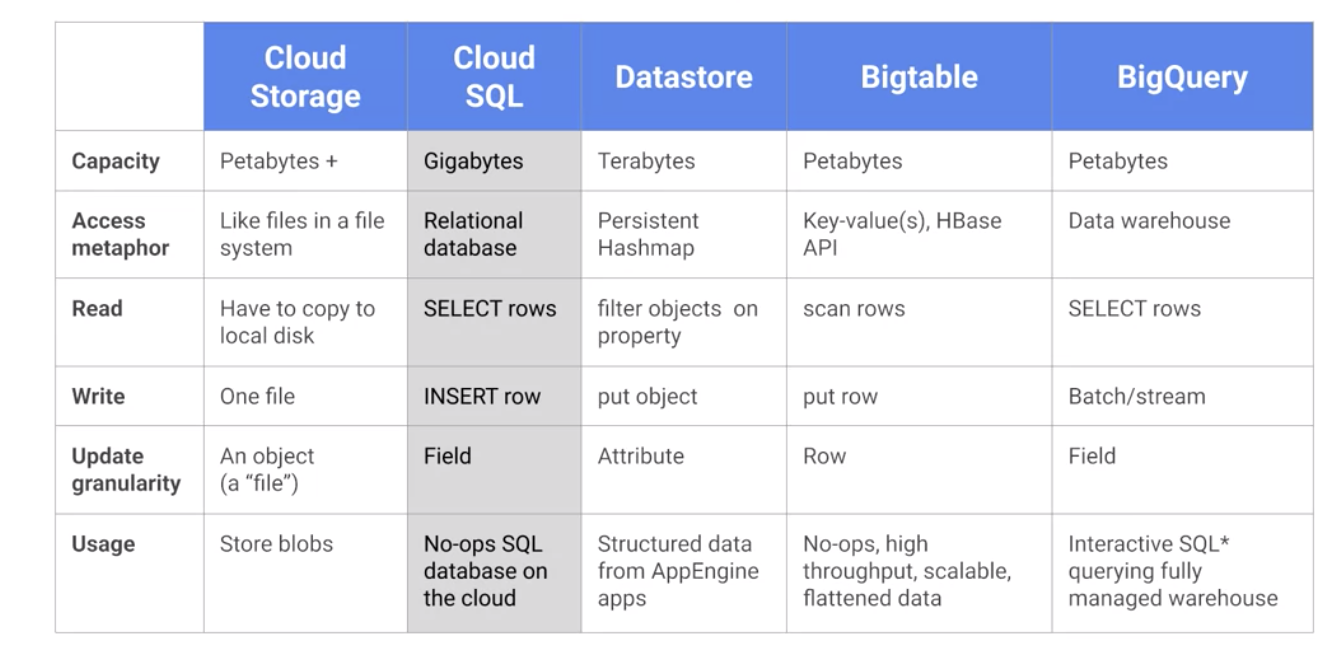 Cloud
Storage
Cloud
SQL
Datastore
Bigtable
BigQuery
Capacity
Petabytes +
Gigabytes
Terabytes
Petabytes
Petabytes
Access
metaphor
Like files in a file
system
Relational
database
Persistent
Hashmap
Key-value(s), HBase
API
Data warehouse
Read
Have to copy to
local disk
SELECT rows
filter objects on
property
scan rows
SELECT rows
Write
One file
INSERT row
put object
put row
Batch/stream
Update
granularity
An object
(a “file”)
Field
Attribute
Row
Field
Usage
Store blobs
No-ops SQL
database on
the cloud
Structured data
from AppEngine
apps
No-ops, high
throughput, scalable,
flattened data
Interactive SQL*
querying fully
managed warehouse